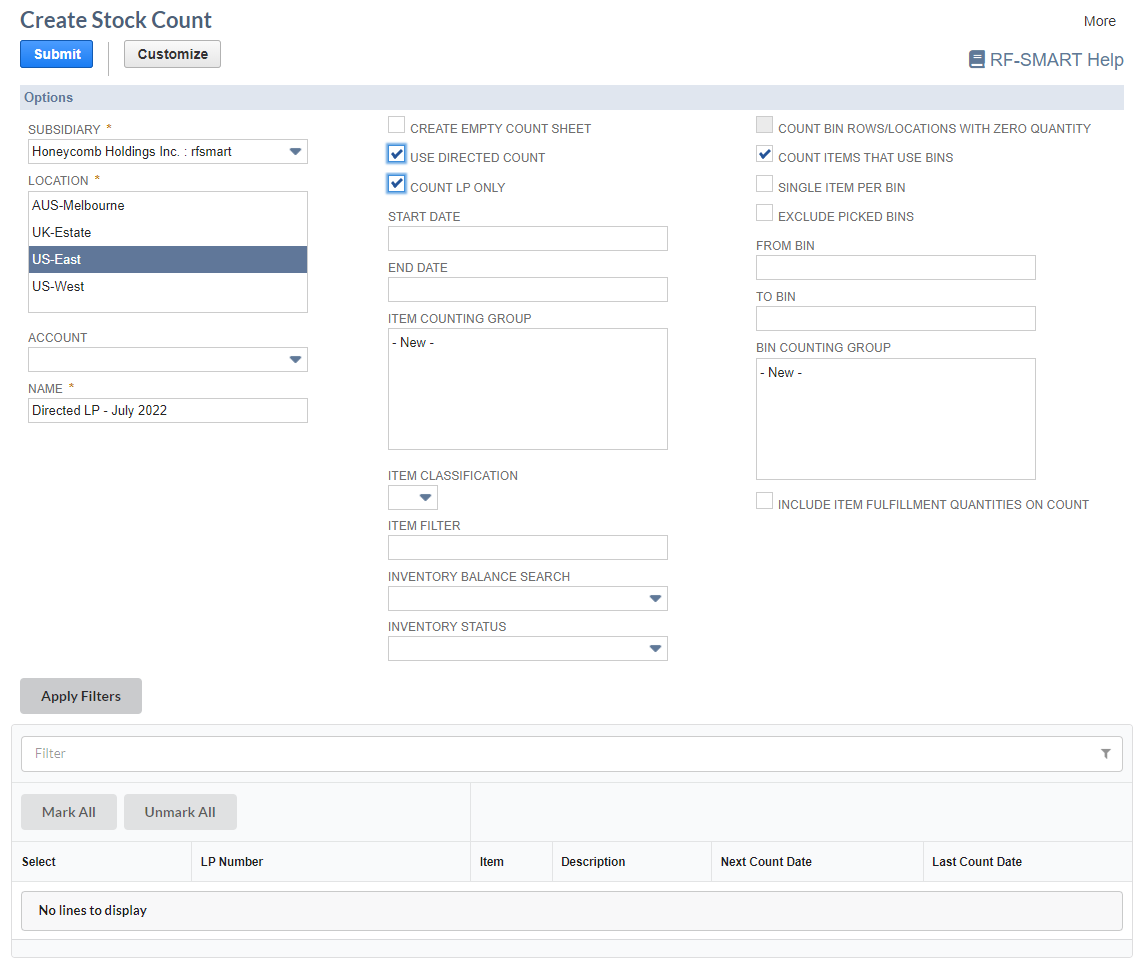 Create Stock Count
More
Submit
Customize
RF-SMART Help
Options
SUBSIDIARY *
Honeycomb Holdings Inc. : rfsmart
LOCATION *
AUS-Melbourne
UK-Estate
US-East
US-West
ACCOUNT
NAME *
Directed LP - July 2022
CREATE EMPTY COUNT SHEET
USE DIRECTED COUNT
COUNT LP ONLY
START DATE
END DATE
ITEM COUNTING GROUP
- New -
ITEM CLASSIFICATION
ITEM FILTER
INVENTORY BALANCE SEARCH
INVENTORY STATUS
COUNT BIN ROWS/LOCATIONS WITH ZERO QUANTITY
COUNT ITEMS THAT USE BINS
SINGLE ITEM PER BIN
EXCLUDE PICKED BINS
FROM BIN
TO BIN
BIN COUNTING GROUP
- New -
INCLUDE ITEM FULFILLMENT QUANTITIES ON COUNT
Apply Filters
Filter
Mark All
Unmark All
Select LP Number Item Description Next Count Date Last Count Date
No lines to display